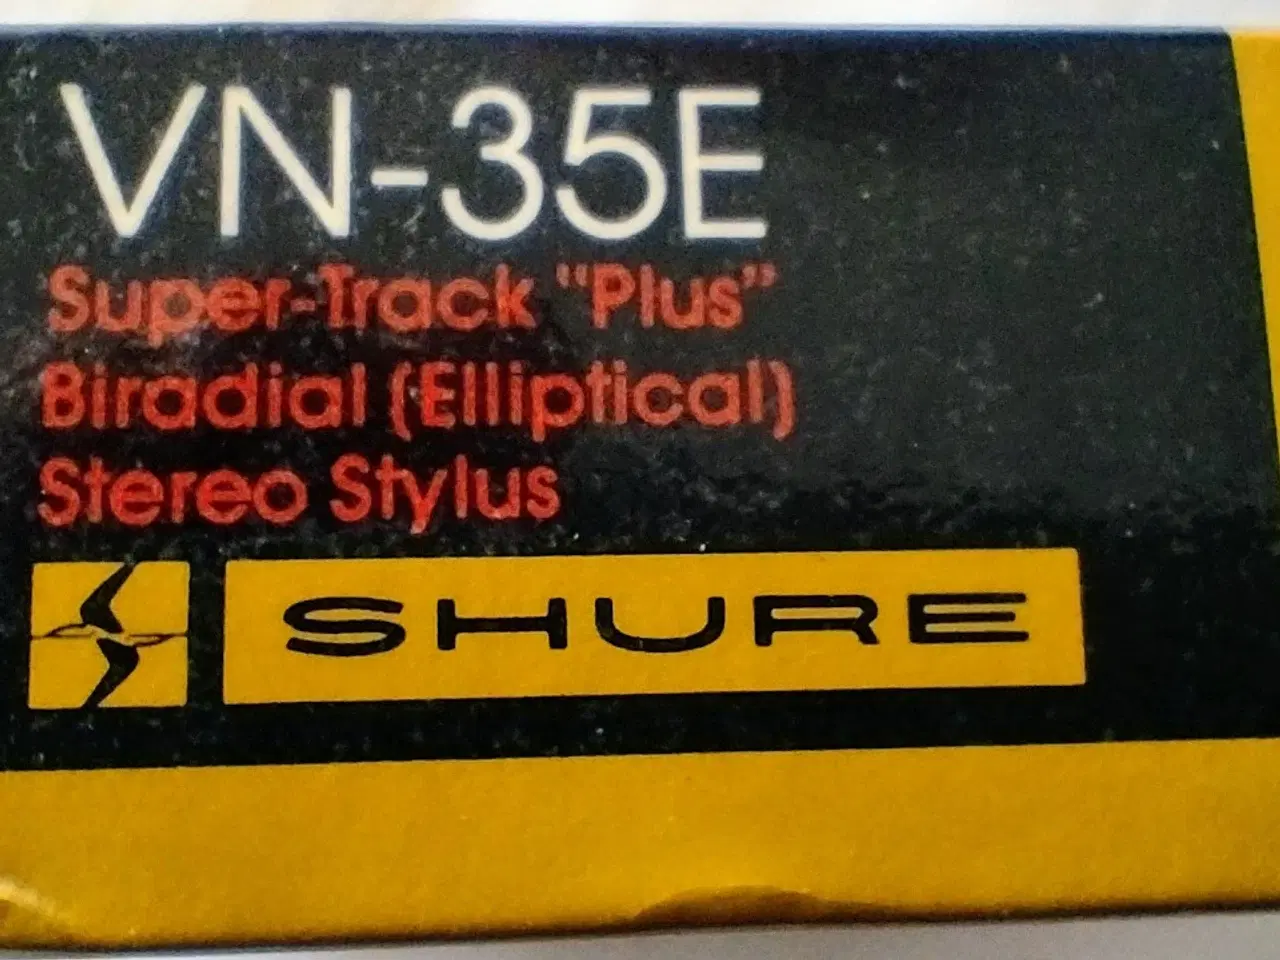 VN-35E
Super-Track "Plus"
Biradial (Elliptical)
Stereo Stylus
SHURE